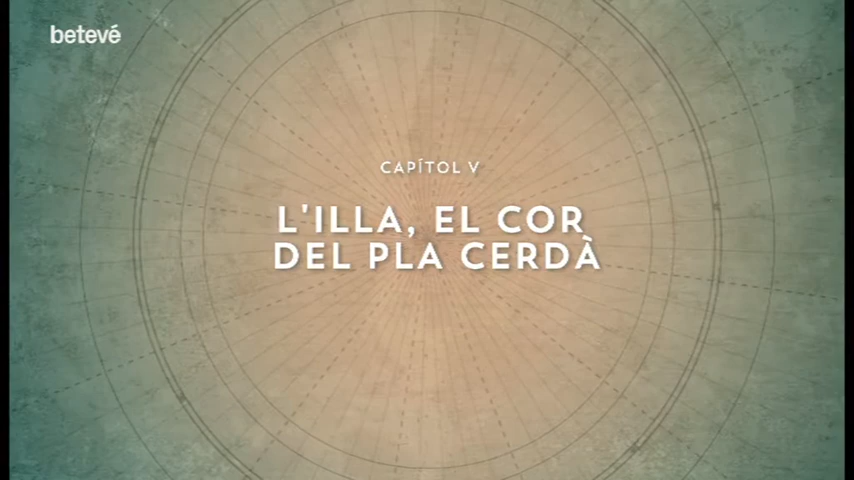 betevé
CAPÍTOL V
L'ILLA, EL COR
DEL PLA CERDÀ